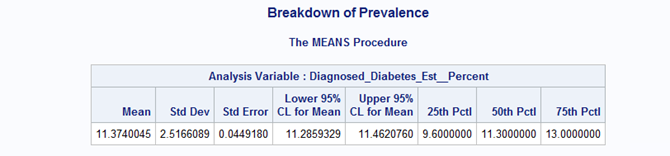 Breakdown of Prevalence
The MEANS Procedure
Analysis Variable : Diagnosed_Diabetes_Est__Percent
Mean Std Dev Std Error Lower 95% CL for Mean Upper 95% CL for Mean 25th Pctl 50th Pctl 75th Pctl
11.3740045 2.5166089 0.0449180 11.2859329 11.4620760 9.6000000 11.3000000 13.0000000